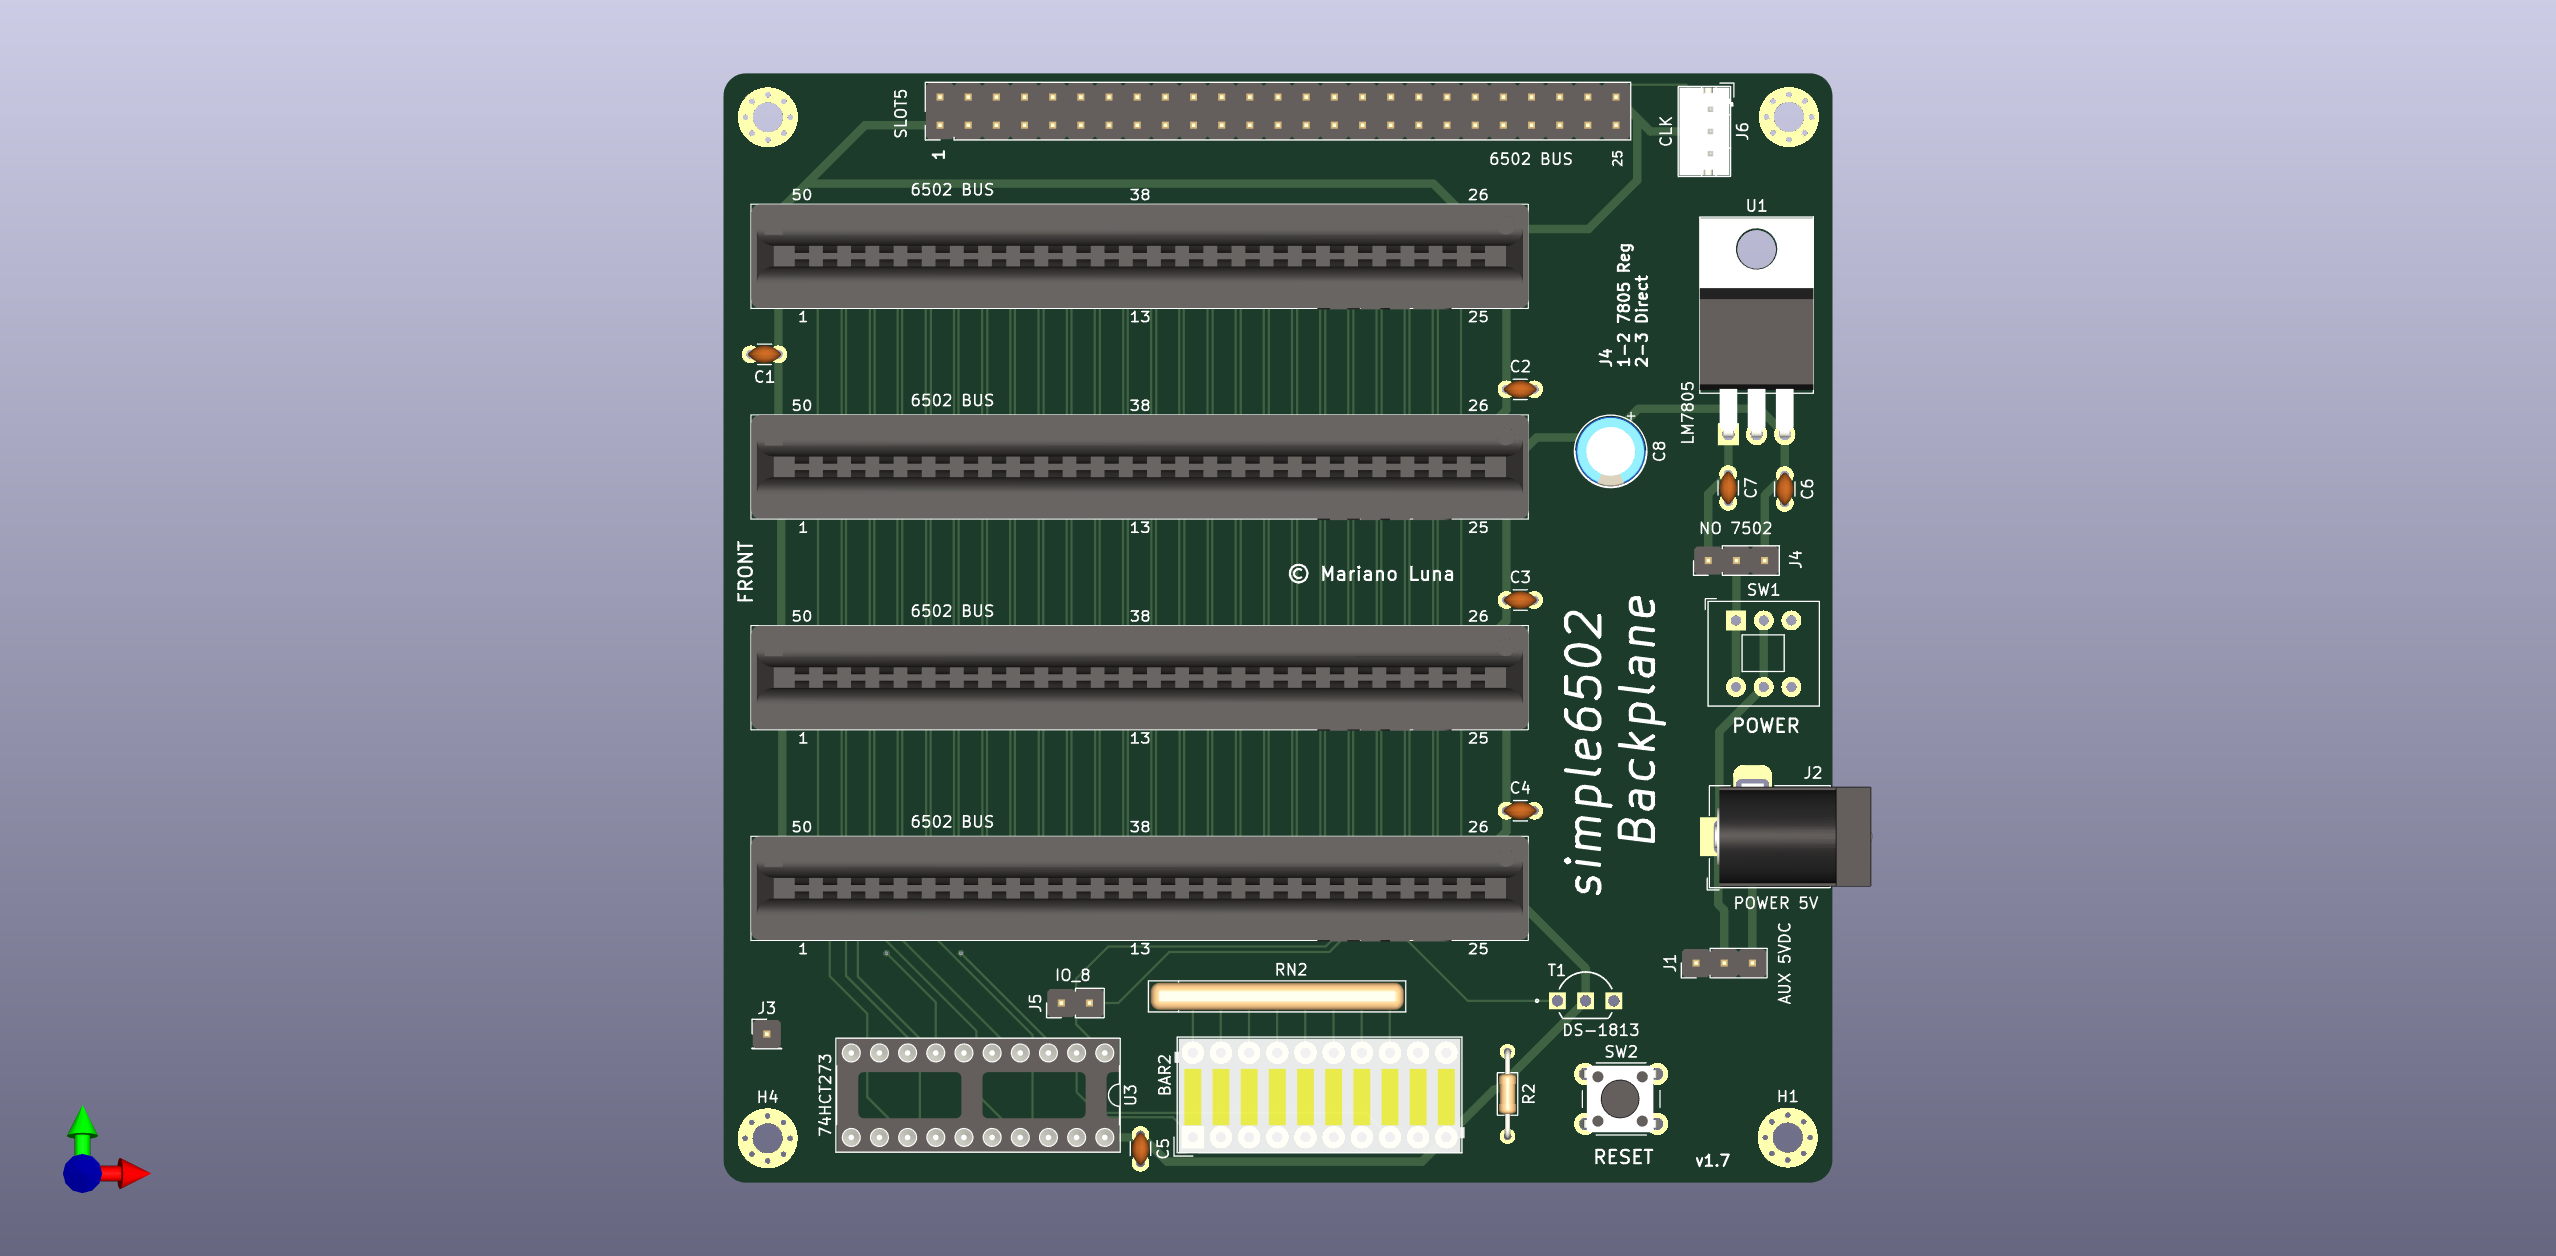 SLOT5
1
6502 BUS
25
CLK
J6
50
6502 BUS
38
26
U1
1
13
25
J4
1-2 7805 Reg
2-3 Direct
C1
C2
LM7805
50
6502 BUS
38
26
+
C8
C7
C6
NO 7502
J4
1
13
25
FRONT
© Mariano Luna
C3
SW1
50
6502 BUS
38
26
simple6502
Backplane
POWER
1
13
25
J2
C4
50
6502 BUS
38
26
POWER 5V
1
13
25
J1
AUX 5VDC
IO_8
J5
RN2
T1
DS-1813
J3
74HCT273
U3
BAR2
R2
SW2
H4
H1
C5
RESET
v1.7